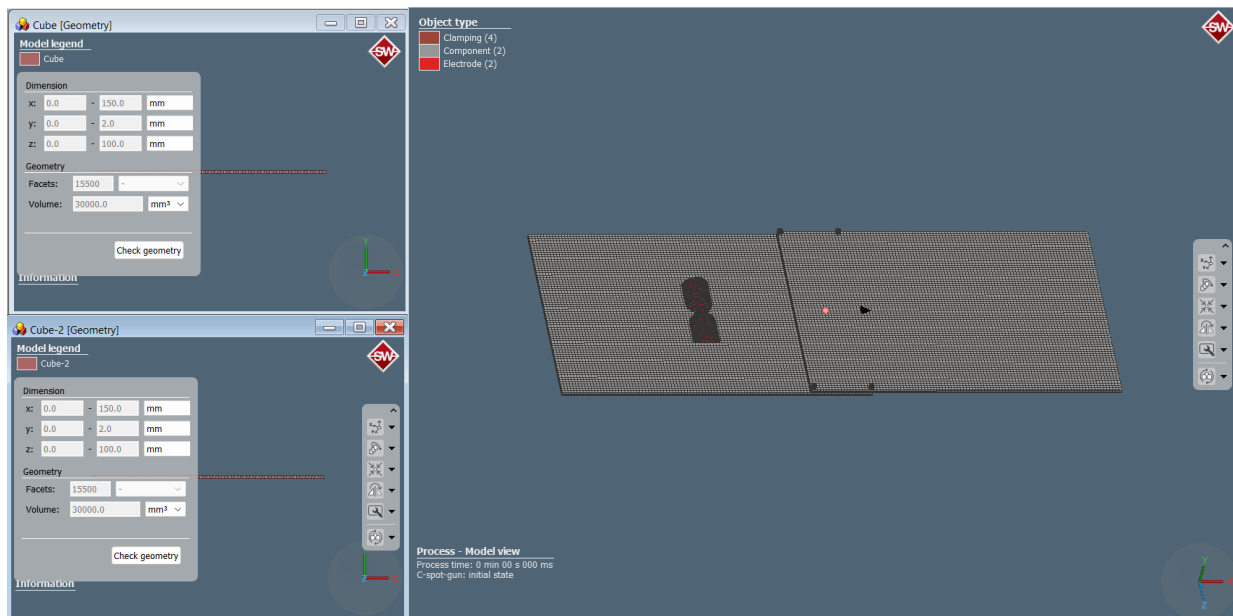 Cube [Geometry]
Model legend
SW
Cube
Dimension
x: 0.0 - 150.0 mm
y: 0.0 - 2.0 mm
z: 0.0 - 100.0 mm
Geometry
Facets: 15500 -
Volume: 30000.0 mm³
Check geometry
Information
Y
Z X
Cube-2 [Geometry]
Model legend
SW
Cube-2
Dimension
x: 0.0 - 150.0 mm
y: 0.0 - 2.0 mm
z: 0.0 - 100.0 mm
Geometry
Facets: 15500 -
Volume: 30000.0 mm³
Check geometry
Information
Z
Object type
SW
Clamping (4)
Component (2)
Electrode (2)
Process - Model view
Process time: 0 min 00 s 000 ms
C-spot-gun: initial state
Y
Z